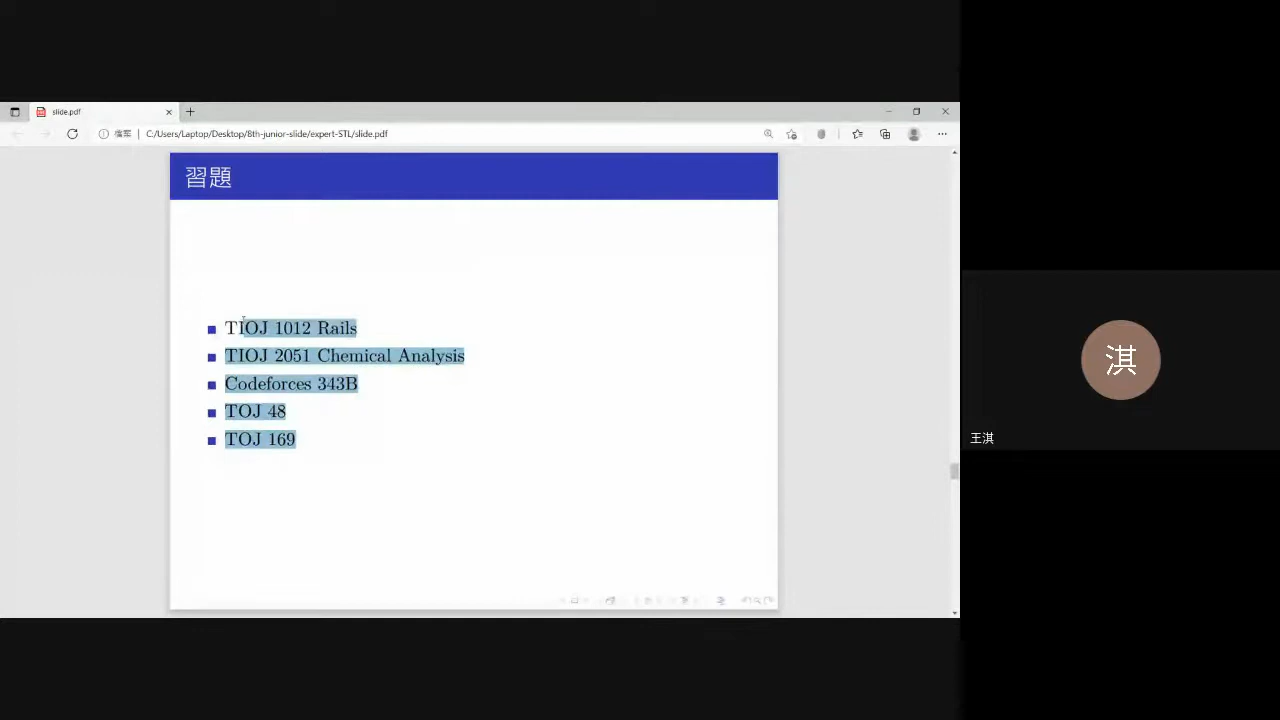 slide.pdf
檔案
C:/Users/Laptop/Desktop/8th-junior-slide/expert-STL/slide.pdf
習題
TIOJ 1012 Rails
TIOJ 2051 Chemical Analysis
Codeforces 343B
TOJ 48
TOJ 169
淇
王淇